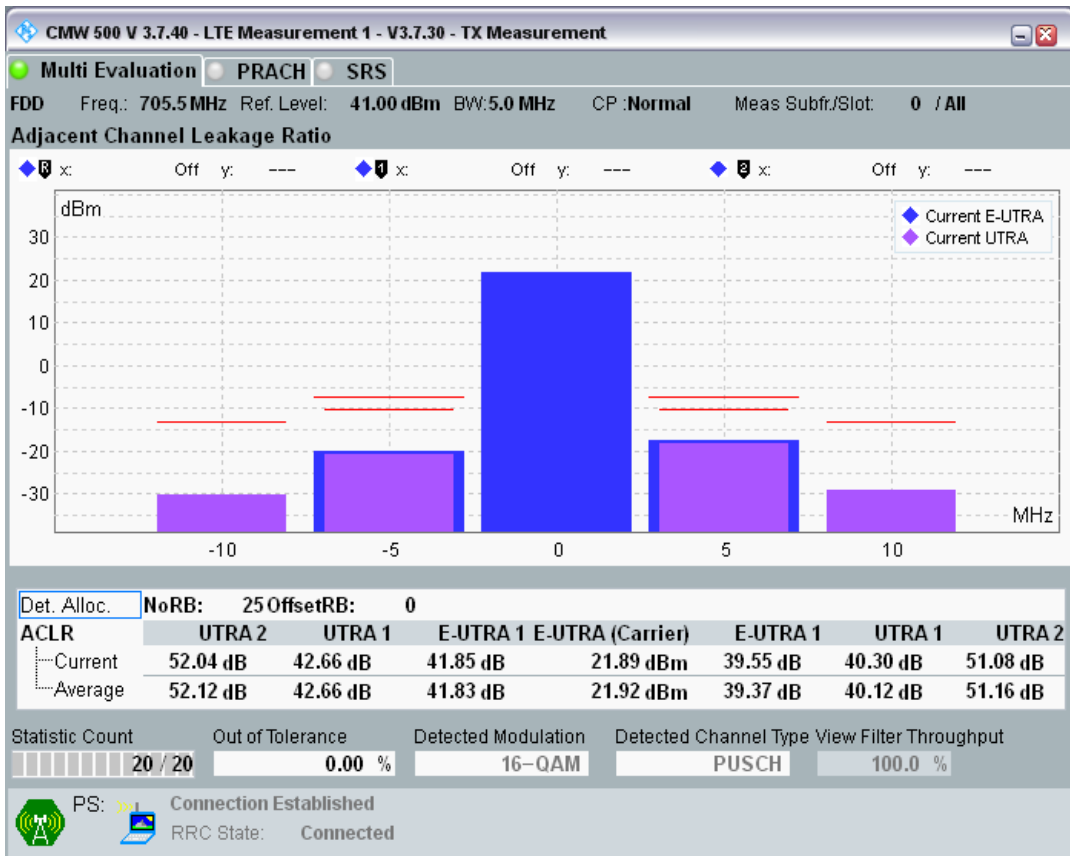 CMW 500 V 3.7.40 - LTE Measurement 1 - V3.7.30 - TX Measurement
Multi Evaluation PRACH SRS
FDD Freq.: 705.5 MHz Ref. Level: 41.00 dBm BW:5.0 MHz CP :Normal Meas Subfr./Slot: 0 / All
Adjacent Channel Leakage Ratio
R x: Off y: --- 1 x: Off y: --- 2 x: Off y: ---
dBm
Current E-UTRA
Current UTRA
30
20
10
0
-10
-20
-30
MHz
-10 -5 0 5 10
Det. Alloc. NoRB: 25 OffsetRB: 0
ACLR UTRA 2 UTRA 1 E-UTRA 1 E-UTRA (Carrier) E-UTRA 1 UTRA 1 UTRA 2
Current 52.04 dB 42.66 dB 41.85 dB 21.89 dBm 39.55 dB 40.30 dB 51.08 dB
Average 52.12 dB 42.66 dB 41.83 dB 21.92 dBm 39.37 dB 40.12 dB 51.16 dB
Statistic Count Out of Tolerance Detected Modulation Detected Channel Type View Filter Throughput
20 / 20 0.00 % 16-QAM PUSCH 100.0 %
PS: Connection Established
RRC State: Connected